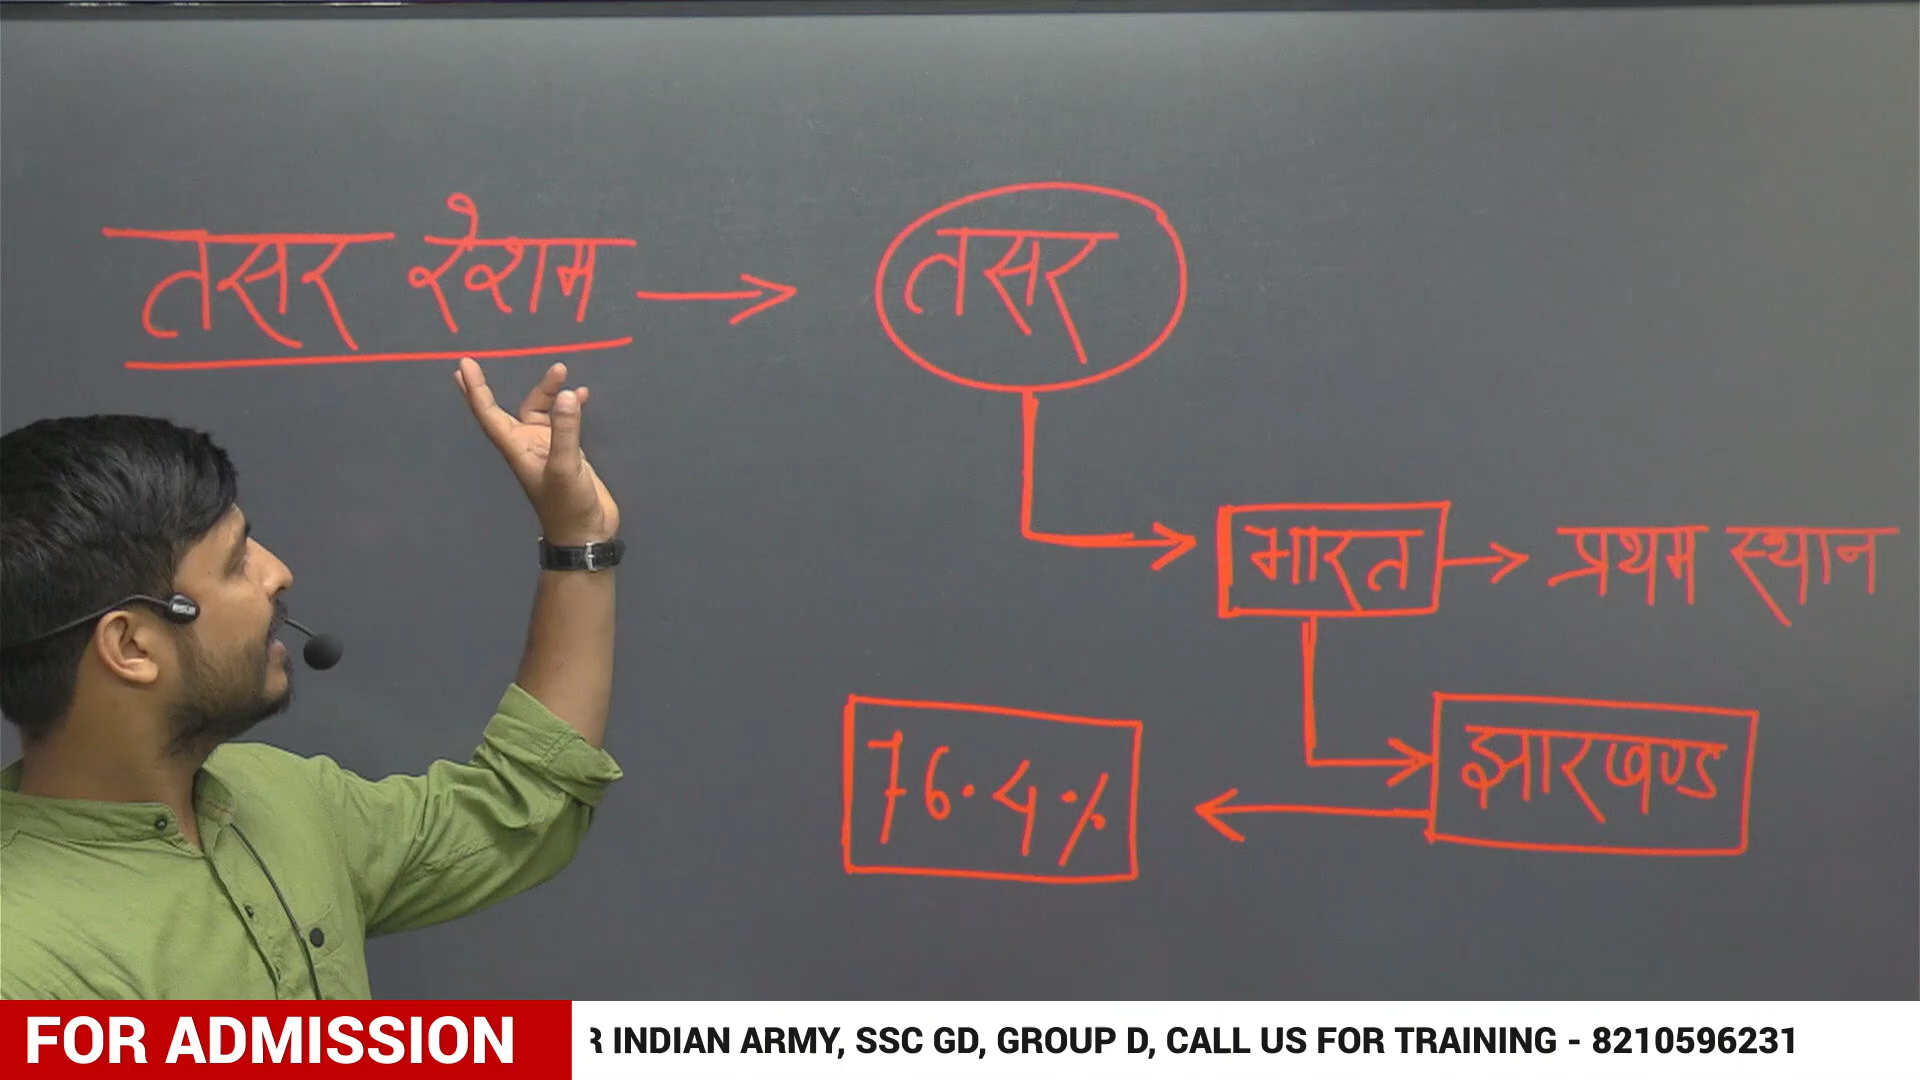 तसर रेशम → तसर
भारत → प्रथम स्थान
76.4% ← झारखण्ड
FOR ADMISSION
R INDIAN ARMY, SSC GD, GROUP D, CALL US FOR TRAINING - 8210596231